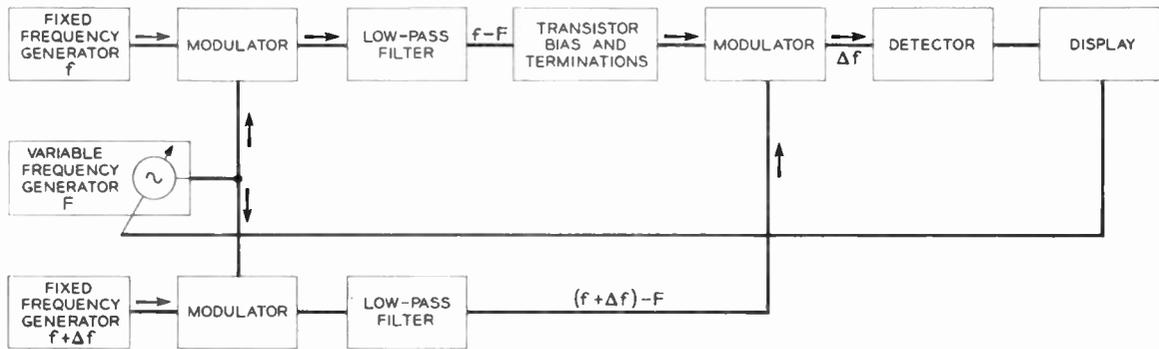 FIXED
FREQUENCY
GENERATOR
f
MODULATOR
LOW-PASS
FILTER
f-F
TRANSISTOR
BIAS AND
TERMINATIONS
MODULATOR
Δf
DETECTOR
DISPLAY
VARIABLE
FREQUENCY
GENERATOR
F
~
FIXED
FREQUENCY
GENERATOR
f+Δf
MODULATOR
LOW-PASS
FILTER
(f+Δf)-F